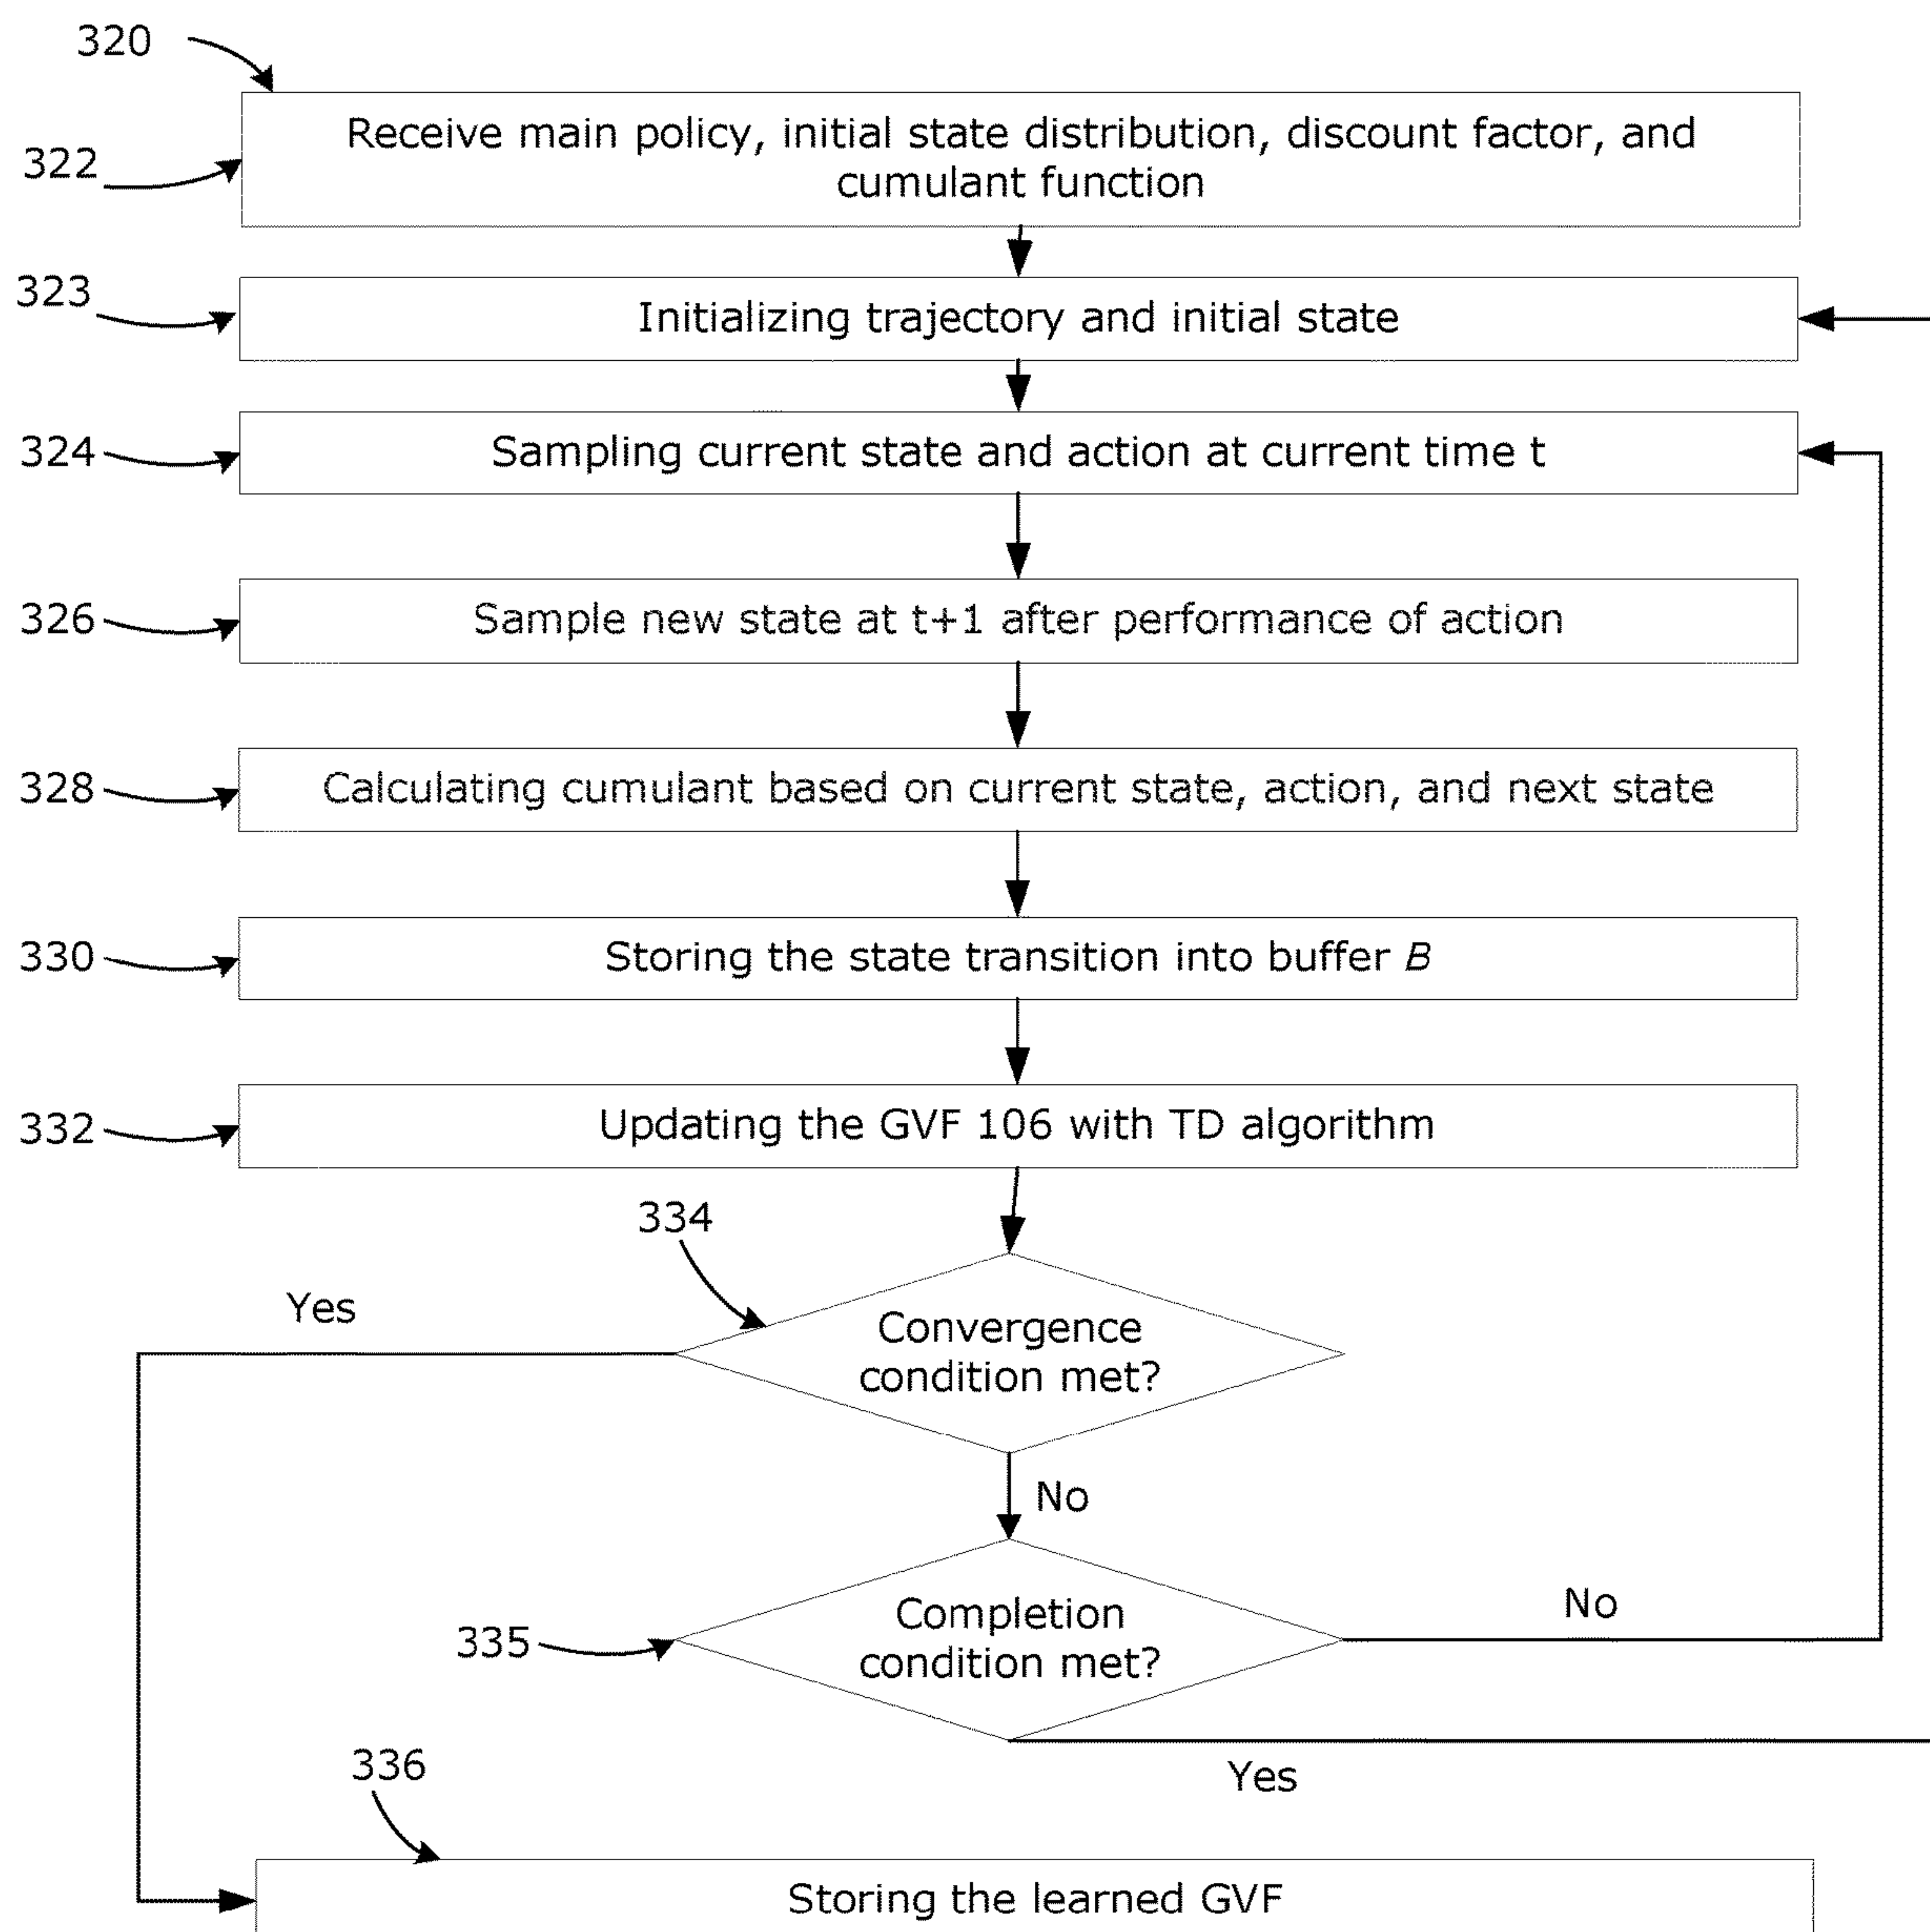 320
322
Receive main policy, initial state distribution, discount factor, and
cumulant function
323
Initializing trajectory and initial state
324
Sampling current state and action at current time t
326
Sample new state at t+1 after performance of action
328
Calculating cumulant based on current state, action, and next state
330
Storing the state transition into buffer B
332
Updating the GVF 106 with TD algorithm
334
Yes
Convergence
condition met?
No
335
Completion
condition met?
No
Yes
336
Storing the learned GVF